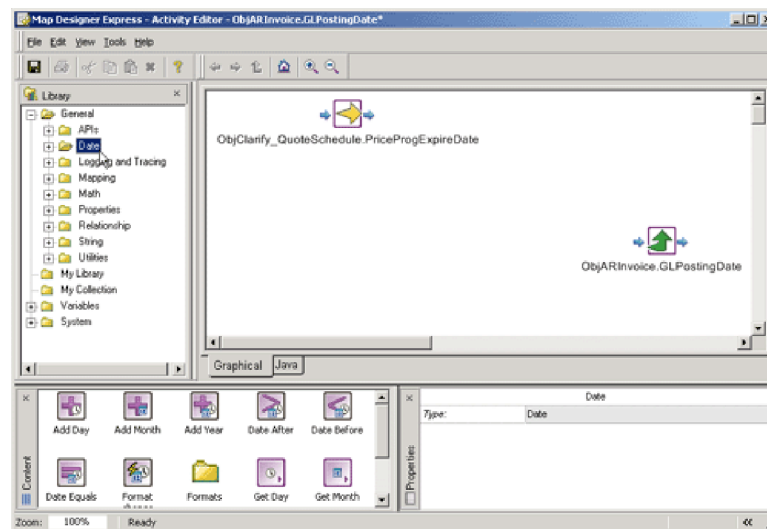 Map Designer Express - Activity Editor - ObjARInvoice.GLPostingDate*
File Edit View Tools Help
Library
General
APIs
Date
Logging and Tracing
Mapping
Math
Properties
Relationship
String
Utilities
My Library
My Collection
Variables
System
ObjClarify_QuoteSchedule.PriceProgExpireDate
ObjARInvoice.GLPostingDate
Graphical Java
Content
Add Day Add Month Add Year Date After Date Before
Date Equals Format Formats Get Day Get Month
Properties
Date
Type: Date
Zoom: 100% Ready